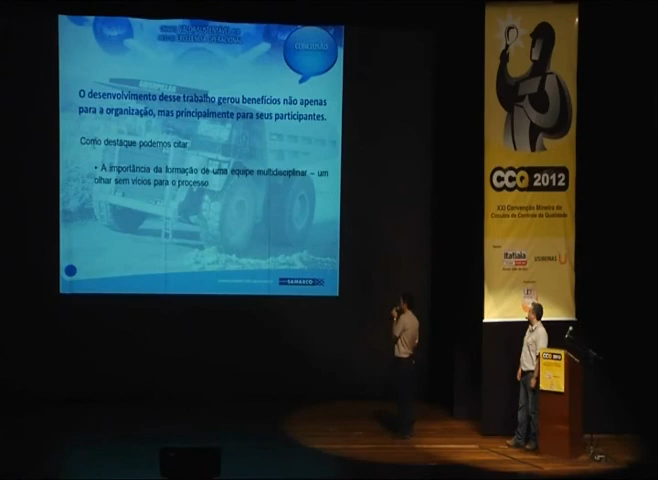 CONCLUSÃO
O desenvolvimento desse trabalho gerou benefícios não apenas
para a organização, mas principalmente para seus participantes.
Como destaque podemos citar
• A importância da formação de uma equipe multidisciplinar – um
olhar sem vícios para o processo
SAMARCO
CCQ 2012
XXI Convenção Mineira de
Círculos de Controle da Qualidade
Itatiaia
USIMINAS
CCQ 2012